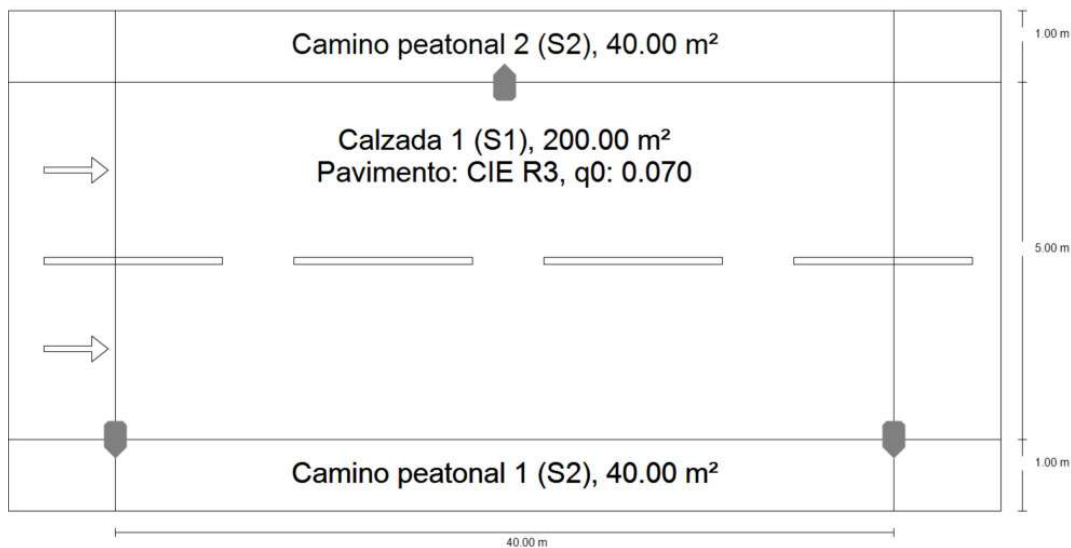 Camino peatonal 2 (S2), 40.00 m²
1.00 m
Calzada 1 (S1), 200.00 m²
Pavimento: CIE R3, q0: 0.070
5.00 m
Camino peatonal 1 (S2), 40.00 m²
1.00 m
40.00 m